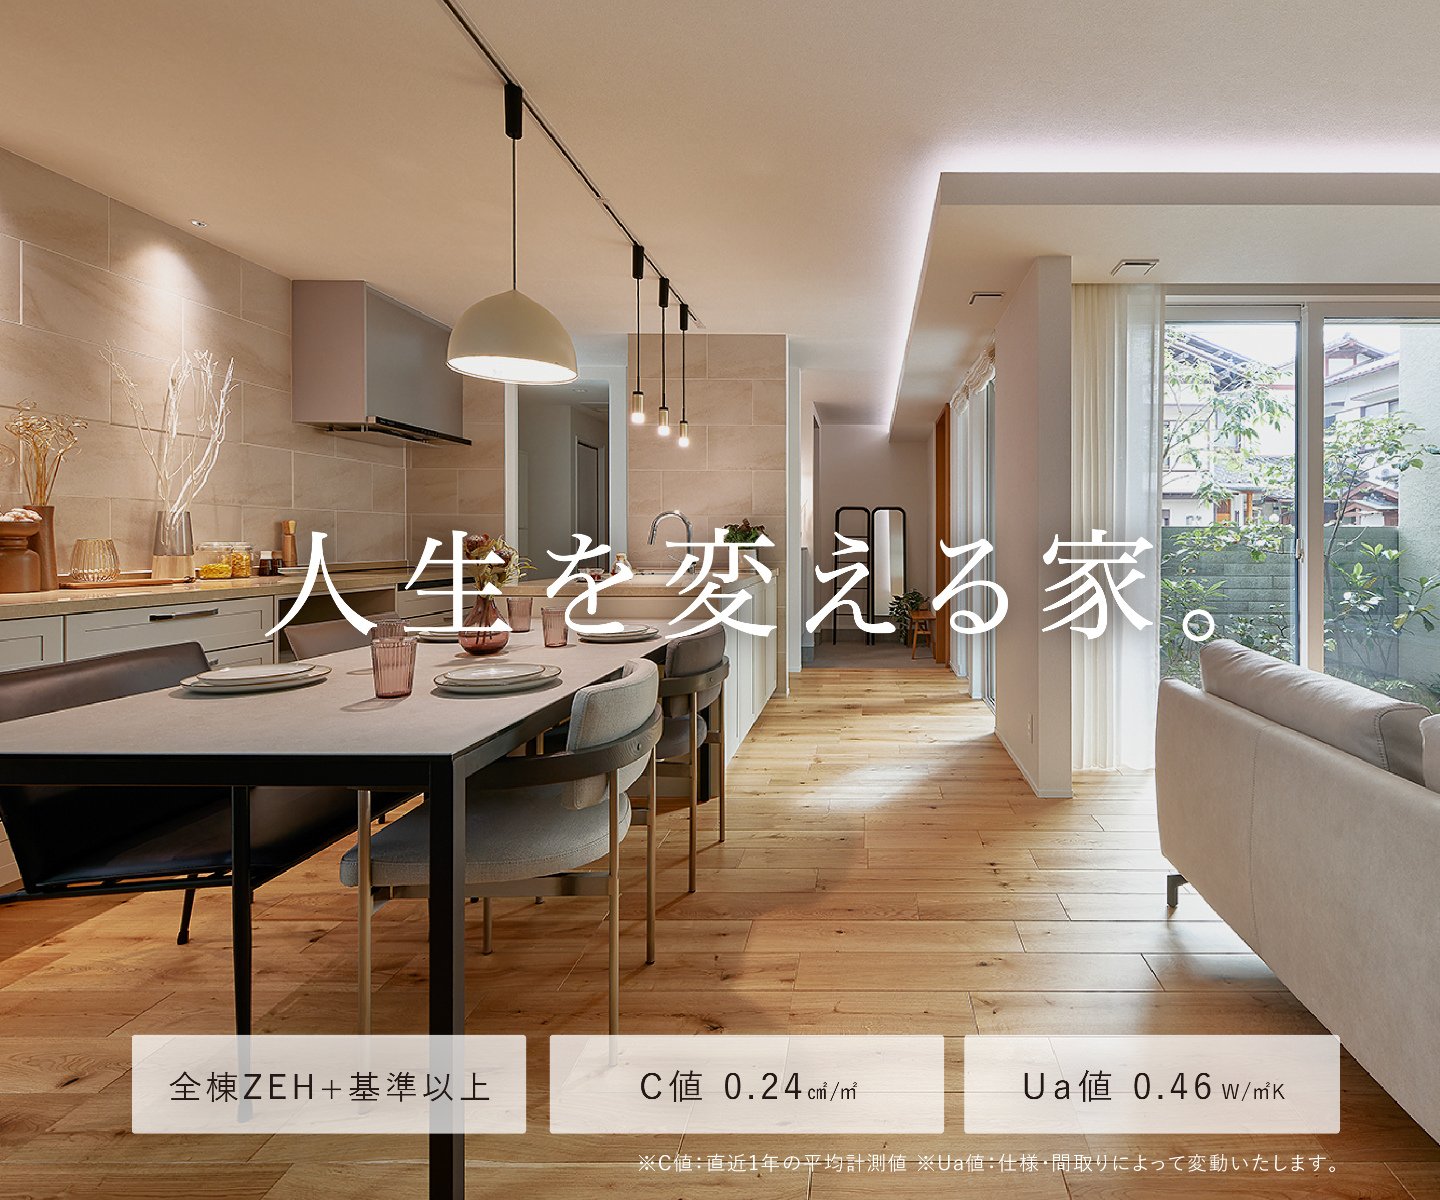 人生を変える家。
全棟ZEH+基準以上
C値 0.24㎠/㎡
Ua値 0.46 W/㎡K
※C値：直近1年の平均計測値 ※Ua値：仕様・間取りによって変動いたします。